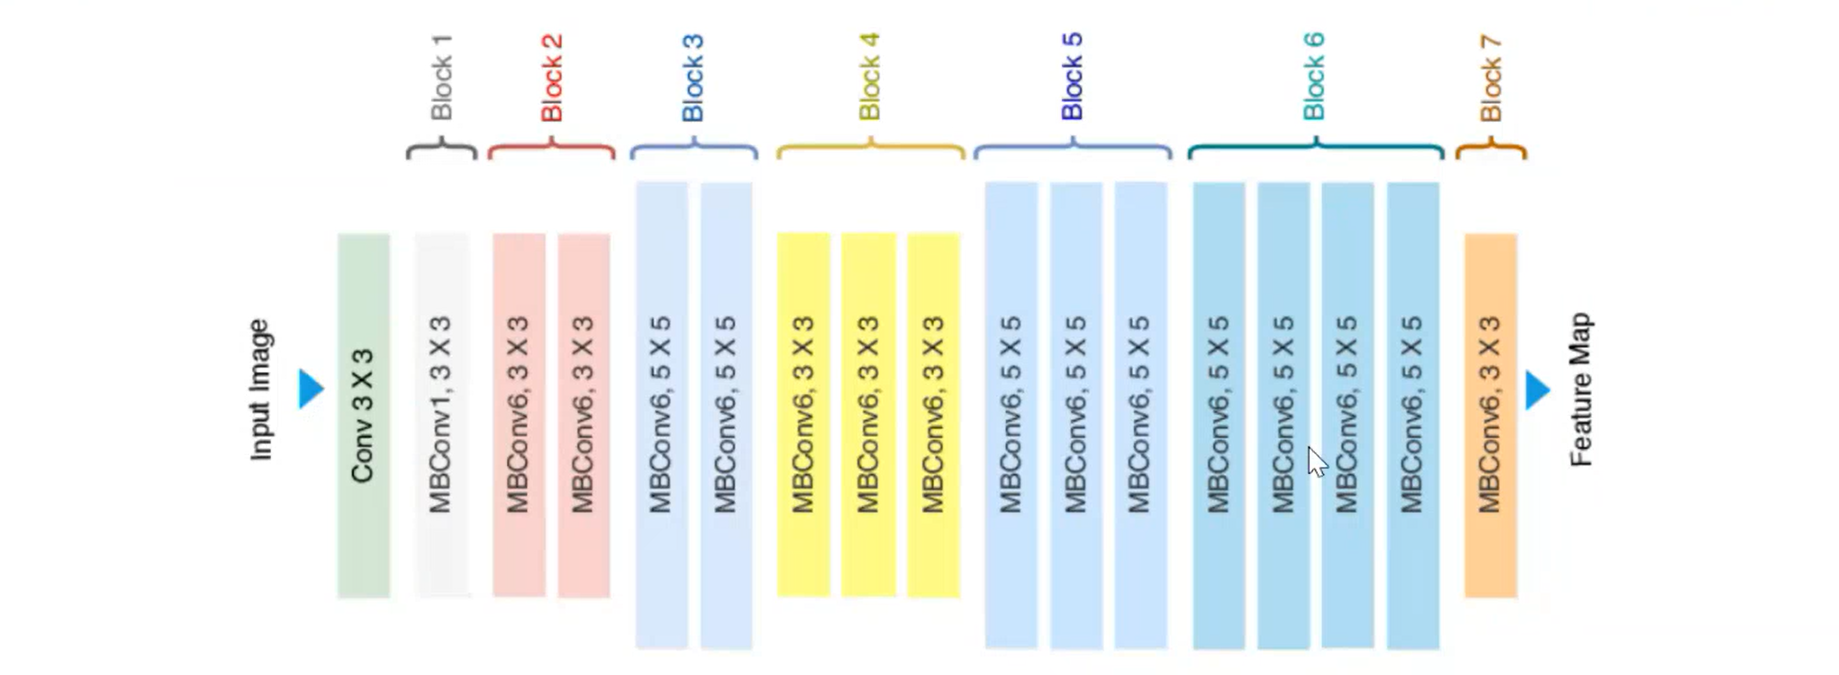 Block 1
Block 2
Block 3
Block 4
Block 5
Block 6
Block 7
Input Image
Conv 3 X 3
MBConv1, 3 X 3
MBConv6, 3 X 3
MBConv6, 3 X 3
MBConv6, 5 X 5
MBConv6, 5 X 5
MBConv6, 3 X 3
MBConv6, 3 X 3
MBConv6, 3 X 3
MBConv6, 5 X 5
MBConv6, 5 X 5
MBConv6, 5 X 5
MBConv6, 5 X 5
MBConv6, 5 X 5
MBConv6, 5 X 5
MBConv6, 5 X 5
MBConv6, 3 X 3
Feature Map